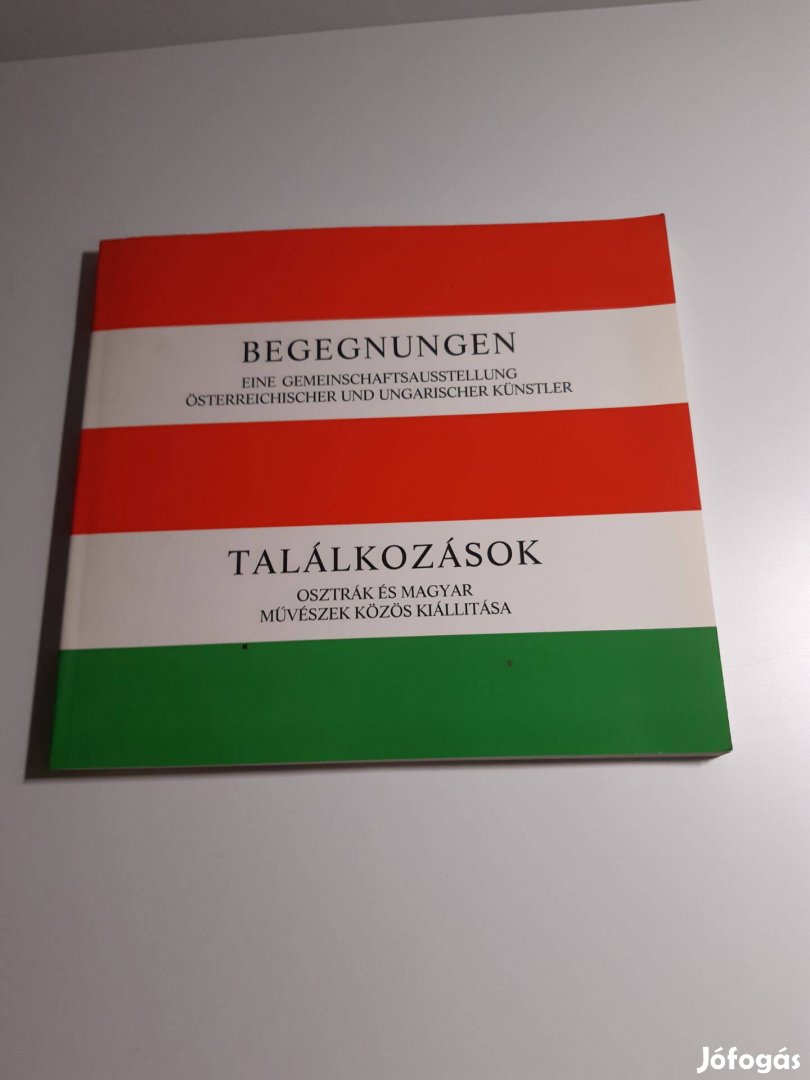 BEGEGNUNGEN
EINE GEMEINSCHAFTSAUSSTELLUNG
ÖSTERREICHISCHER UND UNGARISCHER KÜNSTLER
TALÁLKOZÁSOK
OSZTRÁK ÉS MAGYAR
MŰVÉSZEK KÖZÖS KIÁLLITÁSA
Jófogás